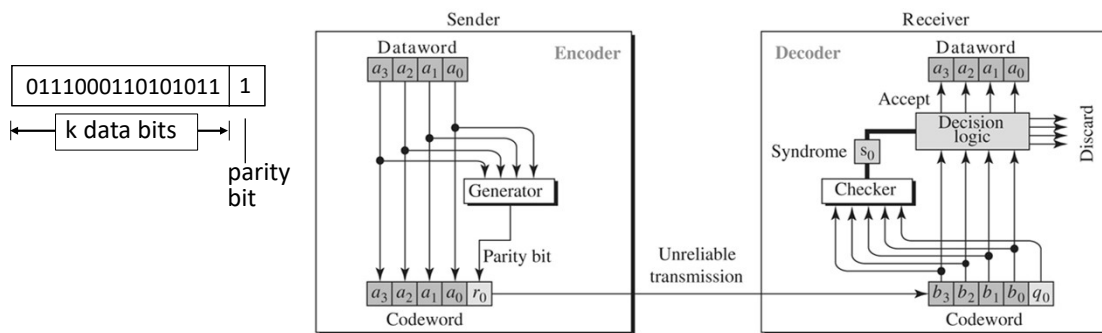 0111000110101011 1
k data bits
parity
bit
Sender
Encoder
Dataword
a3 a2 a1 a0
Generator
Parity bit
a3 a2 a1 a0 r0
Codeword
Unreliable
transmission
Receiver
Decoder
Dataword
a3 a2 a1 a0
Accept
Decision
logic
Discard
Syndrome
s0
Checker
b3 b2 b1 b0 q0
Codeword